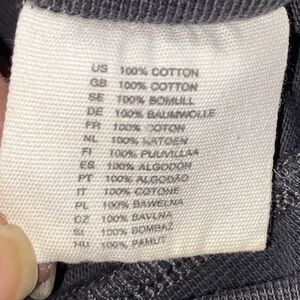 US 100% COTTON
GB 100% COTTON
SE 100% BOMULL
DE 100% BAUMWOLLE
FR 100% COTON
NL 100% KATOEN
FI 100% PUUVILLAA
ES 100% ALGODON
PT 100% ALGODAO
IT 100% COTONE
PL 100% BAWELNA
CZ 100% BAVLNA
SI 100% BOMBAŽ
HU 100% PAMUT